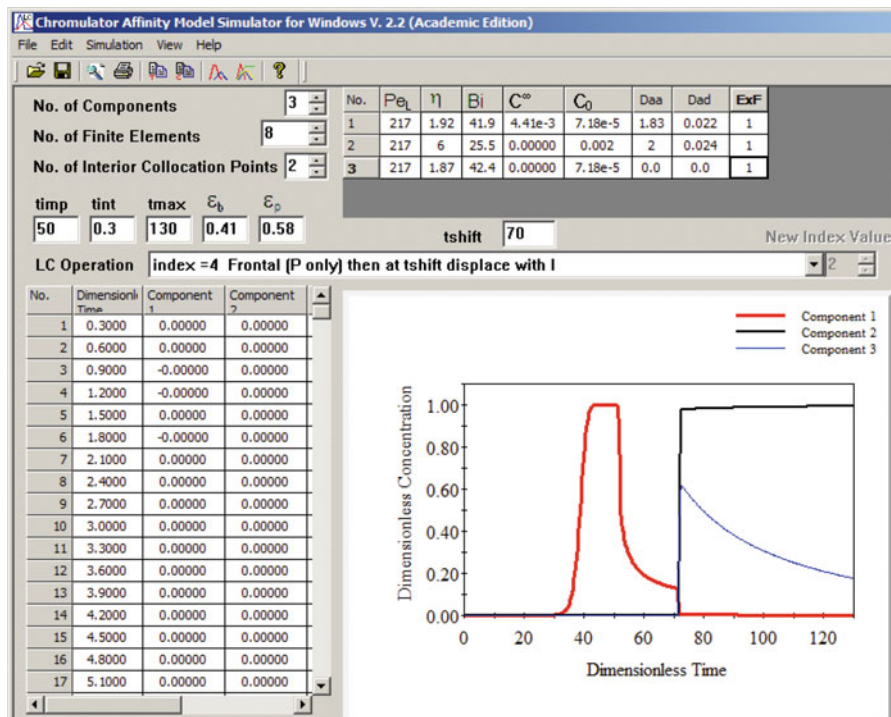 Chromulator Affinity Model Simulator for Windows V. 2.2 (Academic Edition)
File Edit Simulation View Help
No. of Components 3
No. of Finite Elements 8
No. of Interior Collocation Points 2
No. Pe_L η Bi C^∞ C_0 Daa Dad ExF
1 217 1.92 41.9 4.41e-3 7.18e-5 1.83 0.022 1
2 217 6 25.5 0.00000 0.002 2 0.024 1
3 217 1.87 42.4 0.00000 7.18e-5 0.0 0.0 1
timp tint tmax ε_b ε_p
50 0.3 130 0.41 0.58
tshift 70
New Index Value
LC Operation index =4 Frontal (P only) then at tshift displace with I 2
No. Dimensionl Component Component
Time 1 2
1 0.3000 0.00000 0.00000
2 0.6000 0.00000 0.00000
3 0.9000 -0.00000 0.00000
4 1.2000 -0.00000 0.00000
5 1.5000 0.00000 0.00000
6 1.8000 -0.00000 0.00000
7 2.1000 0.00000 0.00000
8 2.4000 0.00000 0.00000
9 2.7000 0.00000 0.00000
10 3.0000 0.00000 0.00000
11 3.3000 0.00000 0.00000
12 3.6000 0.00000 0.00000
13 3.9000 0.00000 0.00000
14 4.2000 0.00000 0.00000
15 4.5000 0.00000 0.00000
16 4.8000 0.00000 0.00000
17 5.1000 0.00000 0.00000
Component 1
Component 2
Component 3
Dimensionless Concentration
1.00
0.80
0.60
0.40
0.20
0.00
0 20 40 60 80 100 120
Dimensionless Time